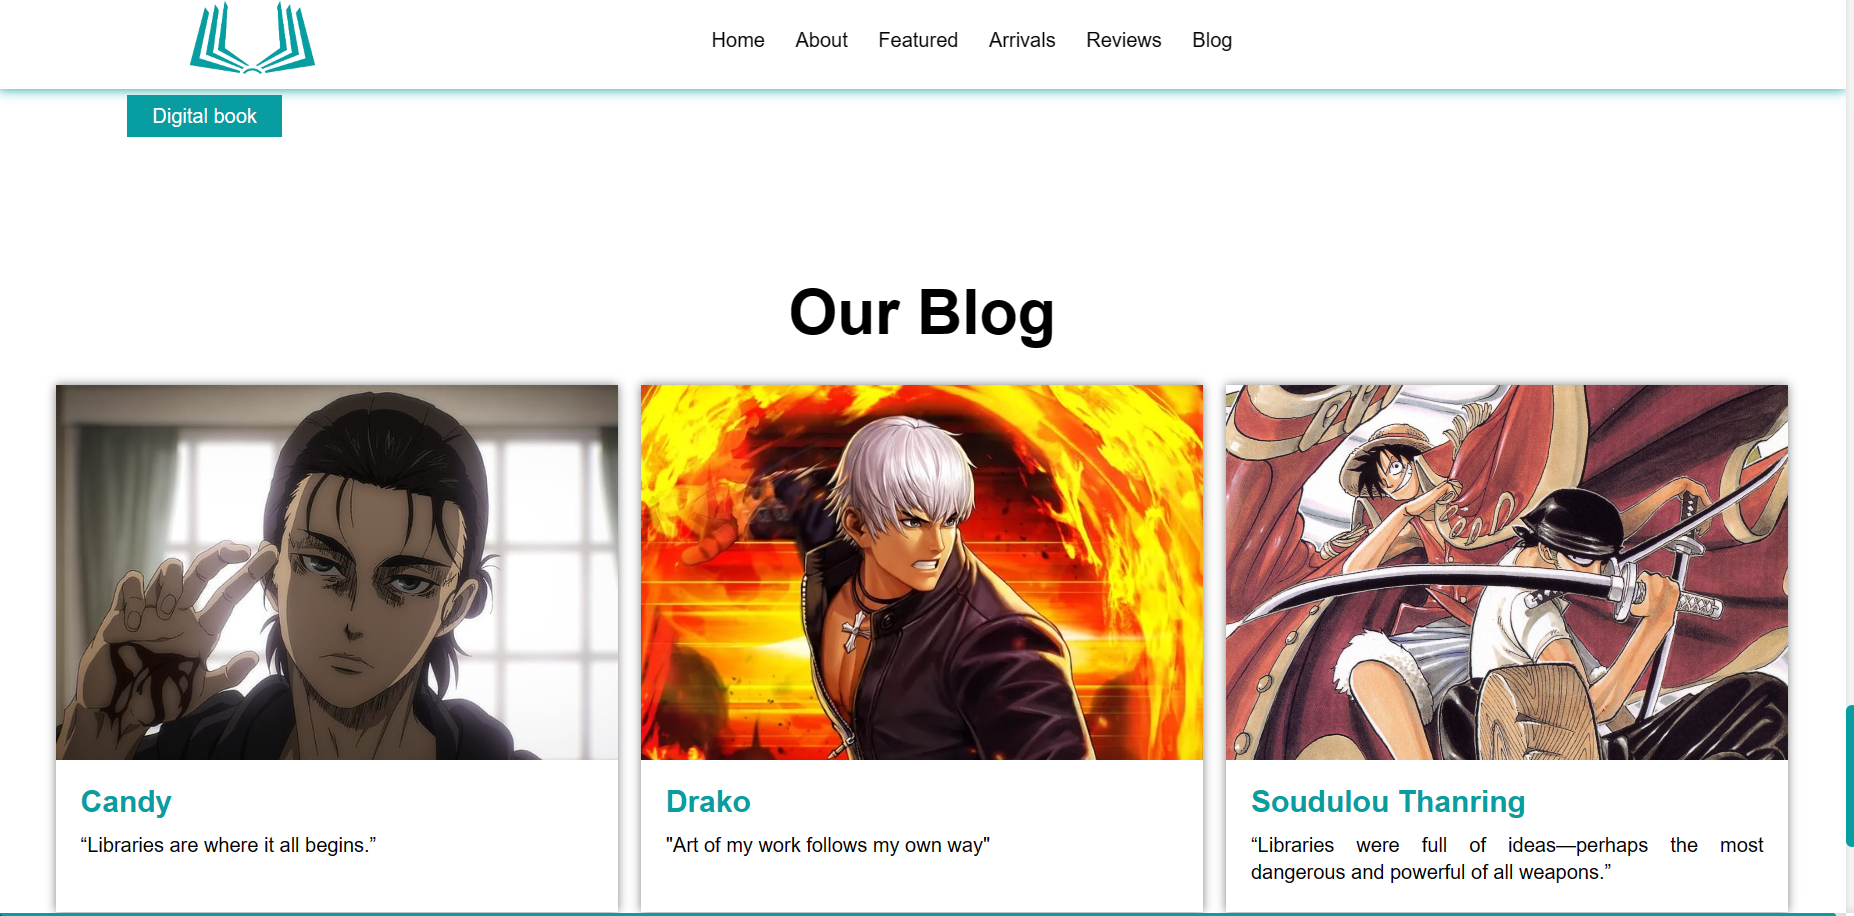 Home About Featured Arrivals Reviews Blog
Digital book
Our Blog
Candy
“Libraries are where it all begins.”
Drako
"Art of my work follows my own way"
Soudulou Thanring
“Libraries were full of ideas—perhaps the most
dangerous and powerful of all weapons.”